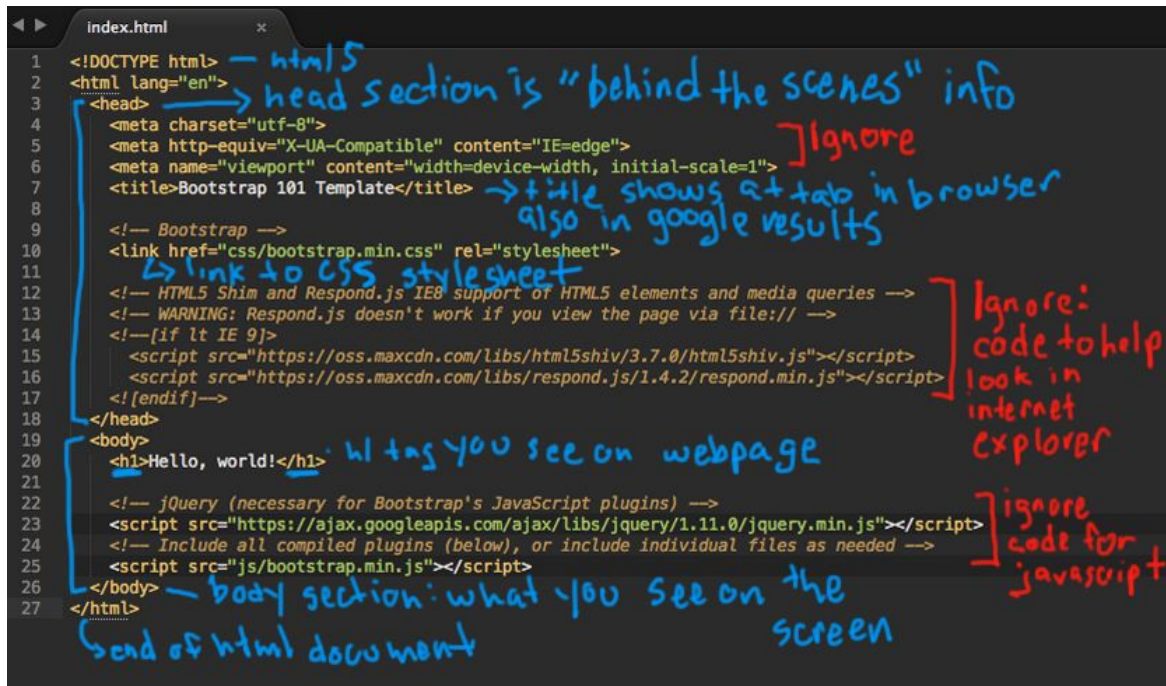 index.html ×
1 <!DOCTYPE html> — html5
2 <html lang="en">
3 <head> → head section is "behind the scenes" info
4 <meta charset="utf-8">
5 <meta http-equiv="X-UA-Compatible" content="IE=edge">
Ignore
6 <meta name="viewport" content="width=device-width, initial-scale=1">
7 <title>Bootstrap 101 Template</title> → title shows at tab in browser
also in google results
8
9 <!-- Bootstrap -->
10 <link href="css/bootstrap.min.css" rel="stylesheet">
11 ↳ link to css stylesheet
12 <!-- HTML5 Shim and Respond.js IE8 support of HTML5 elements and media queries -->
13 <!-- WARNING: Respond.js doesn't work if you view the page via file:// -->
14 <!--[if lt IE 9]>
15 <script src="https://oss.maxcdn.com/libs/html5shiv/3.7.0/html5shiv.js"></script>
16 <script src="https://oss.maxcdn.com/libs/respond.js/1.4.2/respond.min.js"></script>
17 <![endif]-->
Ignore:
code to help
look in
internet
explorer
18 </head>
19 <body>
20 <h1>Hello, world!</h1> h1 tag you see on webpage
21
22 <!-- jQuery (necessary for Bootstrap's JavaScript plugins) -->
23 <script src="https://ajax.googleapis.com/ajax/libs/jquery/1.11.0/jquery.min.js"></script>
24 <!-- Include all compiled plugins (below), or include individual files as needed -->
25 <script src="js/bootstrap.min.js"></script>
ignore
code for
javascript
26 </body> — body section: what you see on the
screen
27 </html>
↳ end of html document